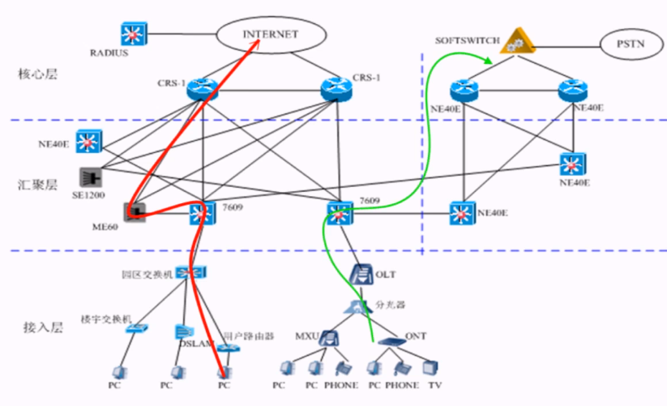 INTERNET
SOFTSWITCH
PSTN
RADIUS
核心层
CRS-1
CRS-1
NE40E
NE40E
NE40E
汇聚层
SE1200
NE40E
ME60
7609
7609
NE40E
园区交换机
OLT
分光器
接入层
楼宇交换机
DSLAM
用户路由器
MXU
ONT
PC
PC
PC
PC
PC
PHONE
PC
PHONE
TV